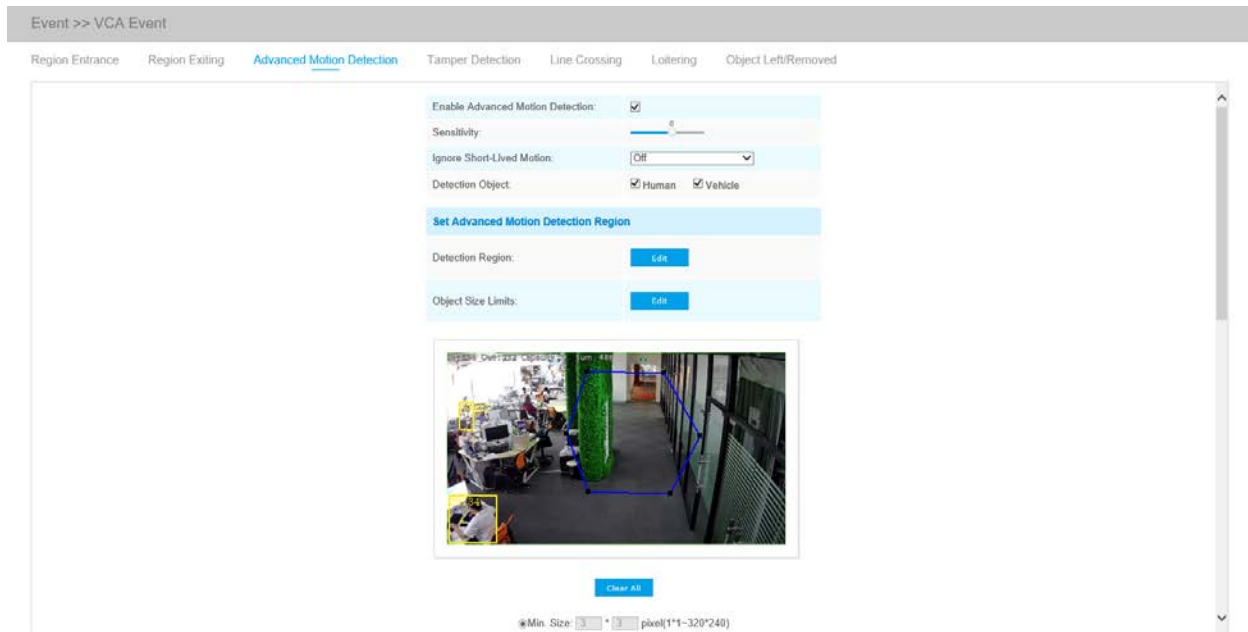 Event >> VCA Event
Region Entrance Region Exiting Advanced Motion Detection Tamper Detection Line Crossing Loitering Object Left/Removed
Enable Advanced Motion Detection:
Sensitivity:
Ignore Short-Lived Motion: Off
Detection Object: Human Vehicle
Set Advanced Motion Detection Region
Detection Region: Edit
Object Size Limits: Edit
34
Clear All
Min. Size: 3 * 3 pixel(1*1~320*240)